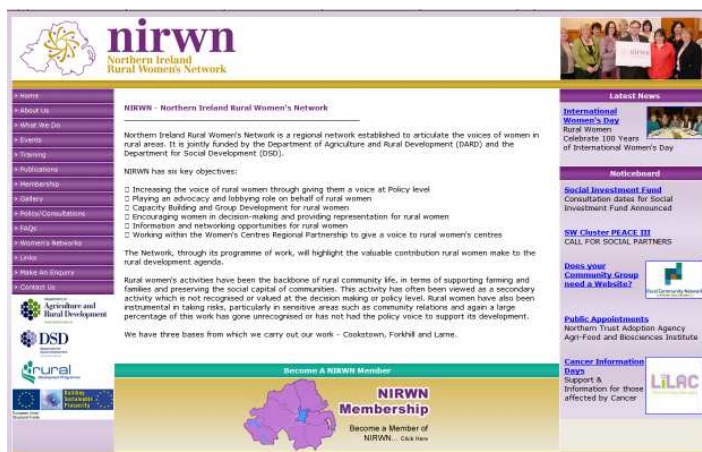 nirwn
Northern Ireland
Rural Women's Network
Home
About Us
What We Do
Events
Training
Publications
Membership
Gallery
Policy/Consultations
FAQs
Women's Networks
Links
Make An Enquiry
Contact Us
Agriculture and
Rural Development
DSD
rural
Building
Sustainable
Prosperity
NIRWN - Northern Ireland Rural Women's Network
Northern Ireland Rural Women's Network is a regional network established to articulate the voices of women in
rural areas. It is jointly funded by the Department of Agriculture and Rural Development (DARD) and the
Department for Social Development (DSD).
NIRWN has six key objectives:
Increasing the voice of rural women through giving them a voice at Policy level
Playing an advocacy and lobbying role on behalf of rural women
Capacity Building and Group Development for rural women
Encouraging women in decision-making and providing representation for rural women
Information and networking opportunities for rural women
Working within the Women's Centres Regional Partnership to give a voice to rural women's centres
The Network, through its programme of work, will highlight the valuable contribution rural women make to the
rural development agenda.
Rural women's activities have been the backbone of rural community life, in terms of supporting farming and
families and preserving the social capital of communities. This activity has often been viewed as a secondary
activity which is not recognised or valued at the decision making or policy level. Rural women have also been
instrumental in taking risks, particularly in sensitive areas such as community relations and again a large
percentage of this work has gone unrecognised or has not had the policy voice to support its development.
We have three bases from which we carry out our work - Cookstown, Forkhill and Larne.
Become A NIRWN Member
NIRWN
Membership
Become a Member of
NIRWN... Click Here
nirwn
Latest News
International
Women's Day
Rural Women
Celebrate 100 Years
of International Women's Day
Noticeboard
Social Investment Fund
Consultation dates for Social
Investment Fund Announced
SW Cluster PEACE III
CALL FOR SOCIAL PARTNERS
Does your
Community Group
need a Website?
Rural Community Network
Public Appointments
Northern Trust Adoption Agency
Agri-Food and Biosciences Institute
Cancer Information
Days
Support &
Information for those
affected by Cancer
LiLAC